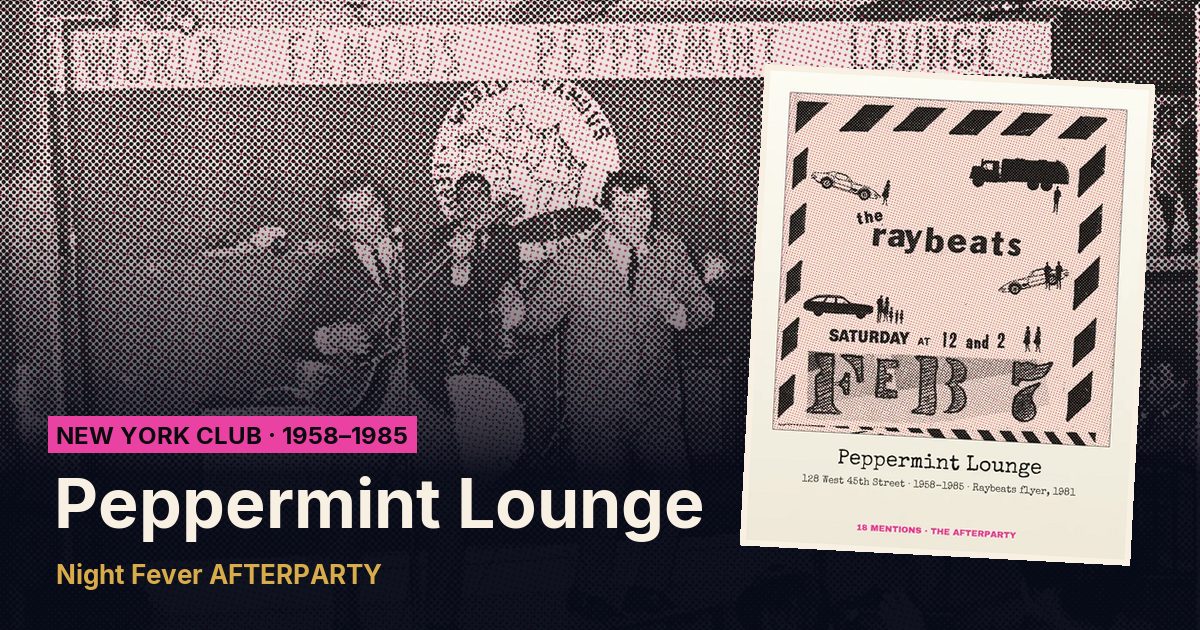 WORLD FAMOUS PEPPERMINT LOUNGE
WORLD FAMOUS
the
raybeats
SATURDAY AT 12 and 2
FEB 7
Peppermint Lounge
128 West 45th Street · 1958–1985 · Raybeats flyer, 1981
18 MENTIONS · THE AFTERPARTY
NEW YORK CLUB · 1958–1985
Peppermint Lounge
Night Fever AFTERPARTY